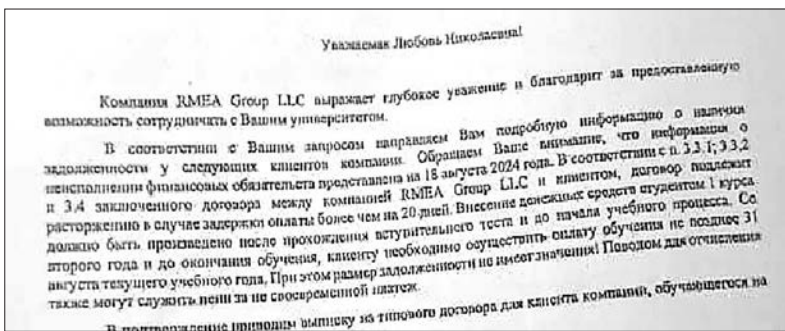 Уважаемая Любовь Николаевна!
Компания RMEA Group LLC выражает глубокое уважение и благодарит за предоставленную
возможность сотрудничать с Вашим университетом.
В соответствии с Вашим запросом направляем Вам подробную информацию о наличии
задолженности у следующих клиентов компании. Обращаем Ваше внимание, что информация о
неисполнении финансовых обязательств представлена на 18 августа 2024 года. В соответствии с п. 3.3.1; 3.3.2
и 3.4 заключенного договора между компанией RMEA Group LLC и клиентом, договор подлежит
расторжению в случае задержки оплаты более чем на 20 дней. Внесение денежных средств студентом 1 курса
должно быть произведено после прохождения вступительного теста и до начала учебного процесса. Со
второго года и до окончания обучения, клиенту необходимо осуществить оплату обучения не позднее 31
августа текущего учебного года. При этом размер задолженности не имеет значения! Поводом для отчисления
также могут служить пени за не своевременной платеж.
В подтверждение приводим выписку из типового договора для клиента компании, обучающегося на